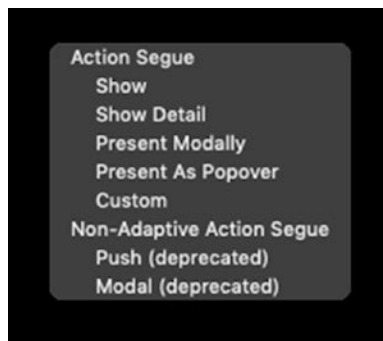 Action Segue
Show
Show Detail
Present Modally
Present As Popover
Custom
Non-Adaptive Action Segue
Push (deprecated)
Modal (deprecated)